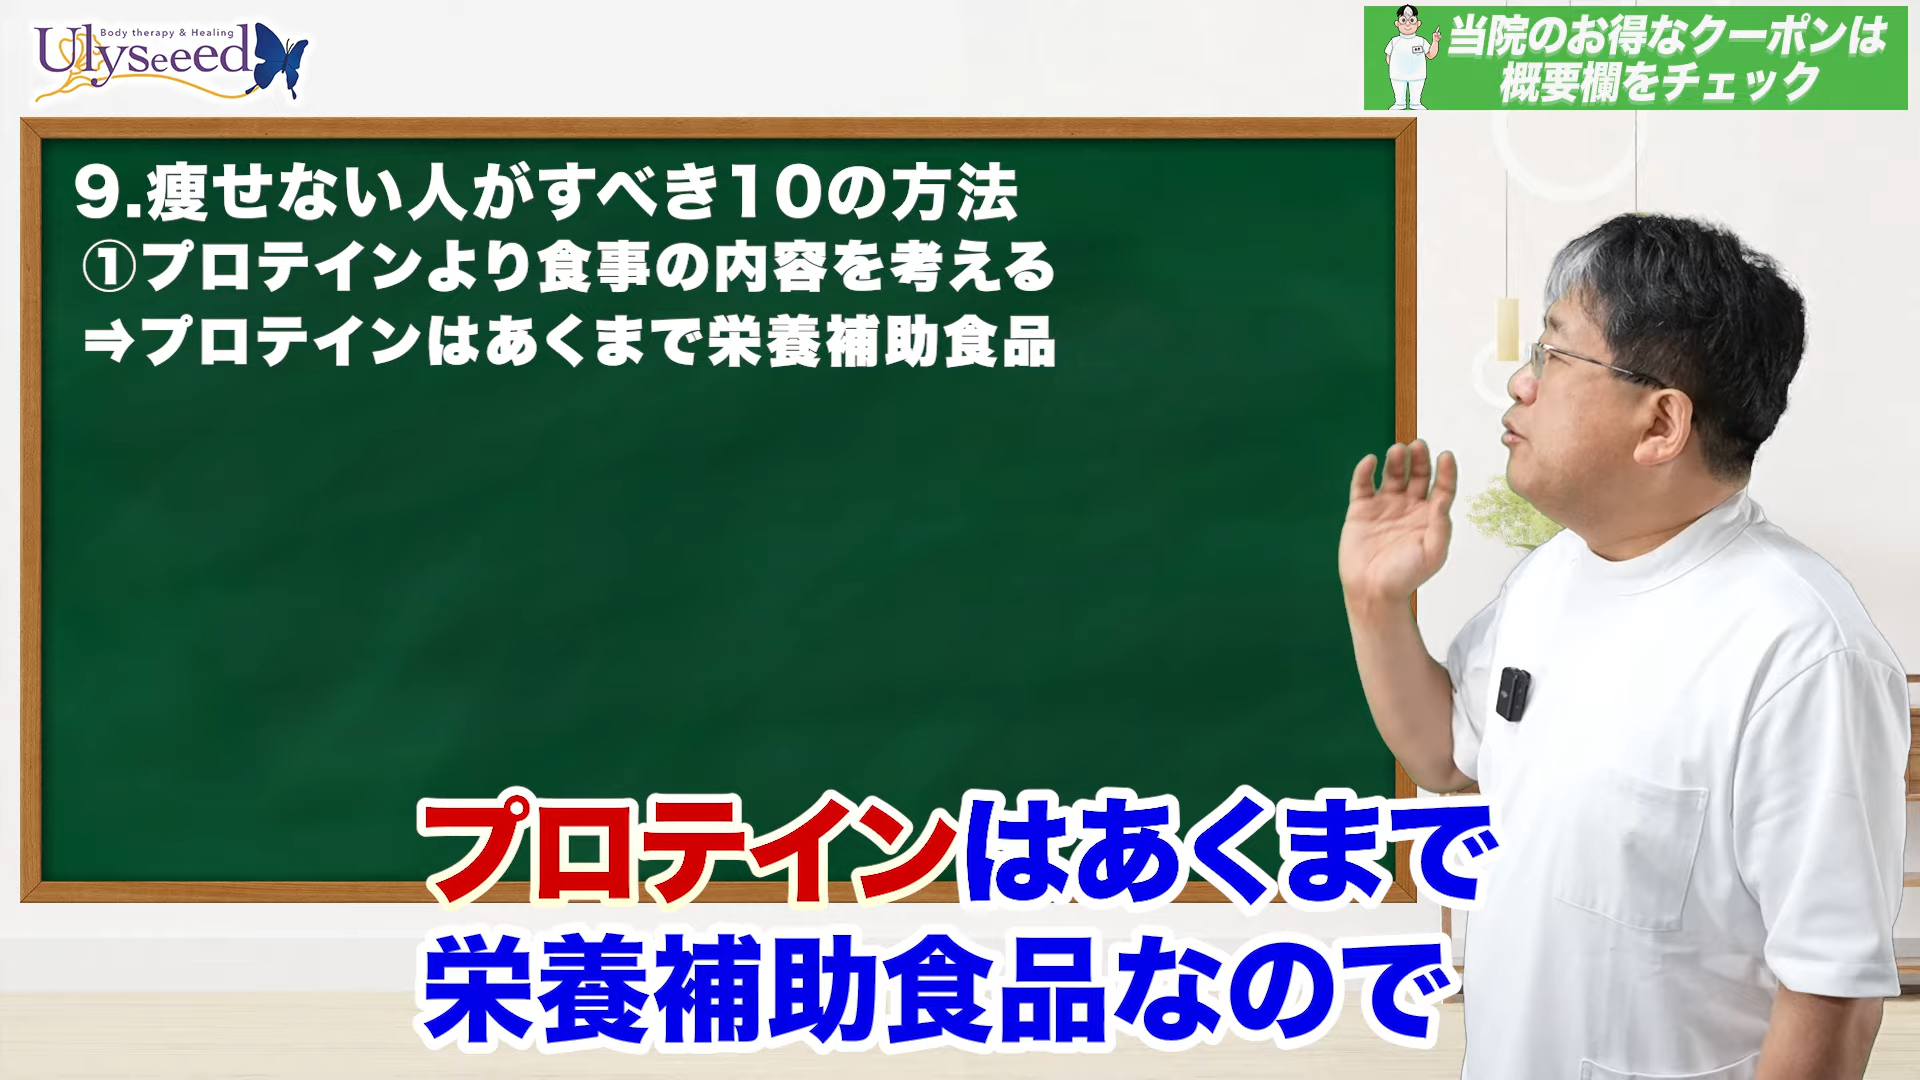 Body therapy & Healing
Ulyseeed
当院のお得なクーポンは
概要欄をチェック
9.痩せない人がすべき10の方法
①プロテインより食事の内容を考える
⇒プロテインはあくまで栄養補助食品
プロテインはあくまで
栄養補助食品なので